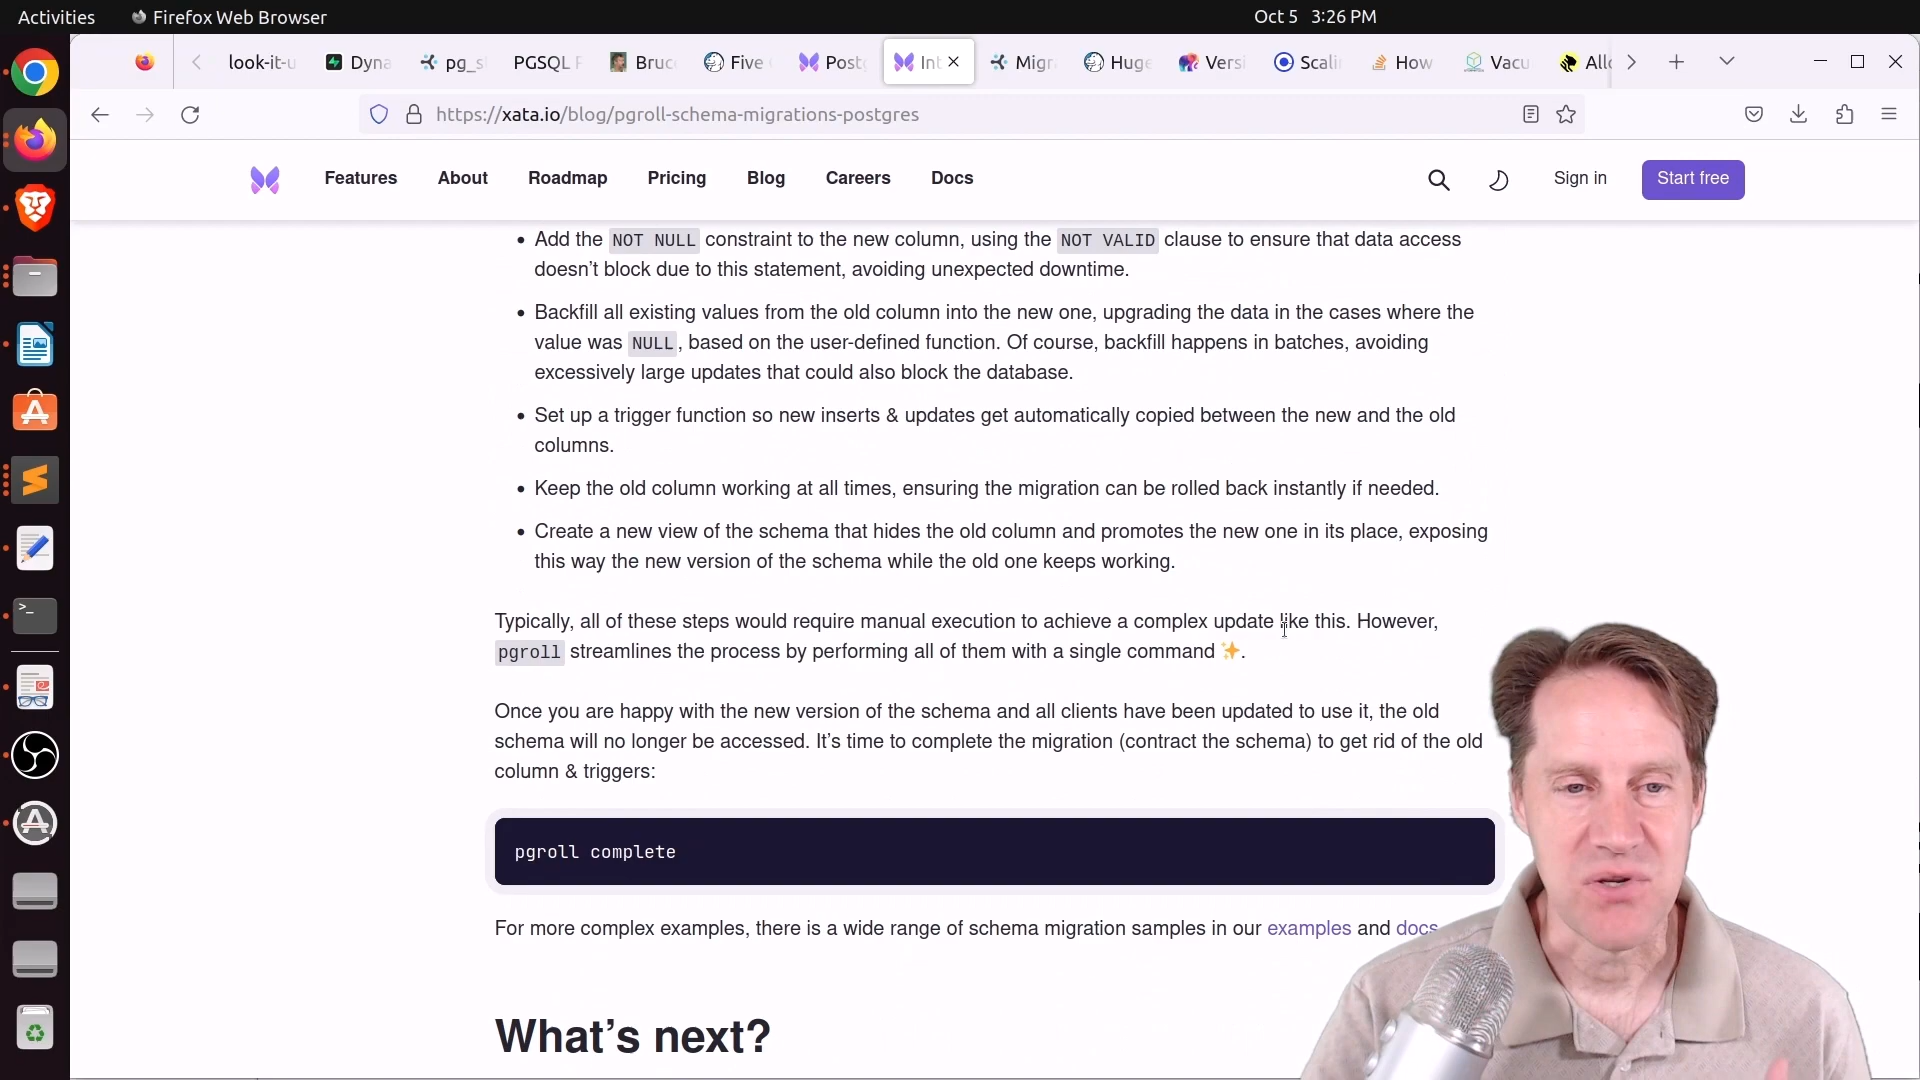 Activities
Firefox Web Browser
Oct 5 3:26 PM
look-it-u
Dyna
pg_s
PGSQL F
Bruc
Five
Postg
Int
Migr
Huge
Versi
Scali
How
Vacu
Allo
https://xata.io/blog/pgroll-schema-migrations-postgres
Features
About
Roadmap
Pricing
Blog
Careers
Docs
Sign in
Start free
• Add the NOT NULL constraint to the new column, using the NOT VALID clause to ensure that data access
doesn’t block due to this statement, avoiding unexpected downtime.
• Backfill all existing values from the old column into the new one, upgrading the data in the cases where the
value was NULL, based on the user-defined function. Of course, backfill happens in batches, avoiding
excessively large updates that could also block the database.
• Set up a trigger function so new inserts & updates get automatically copied between the new and the old
columns.
• Keep the old column working at all times, ensuring the migration can be rolled back instantly if needed.
• Create a new view of the schema that hides the old column and promotes the new one in its place, exposing
this way the new version of the schema while the old one keeps working.
Typically, all of these steps would require manual execution to achieve a complex update like this. However,
pgroll streamlines the process by performing all of them with a single command ✨.
Once you are happy with the new version of the schema and all clients have been updated to use it, the old
schema will no longer be accessed. It’s time to complete the migration (contract the schema) to get rid of the old
column & triggers:
pgroll complete
For more complex examples, there is a wide range of schema migration samples in our examples and docs
What’s next?